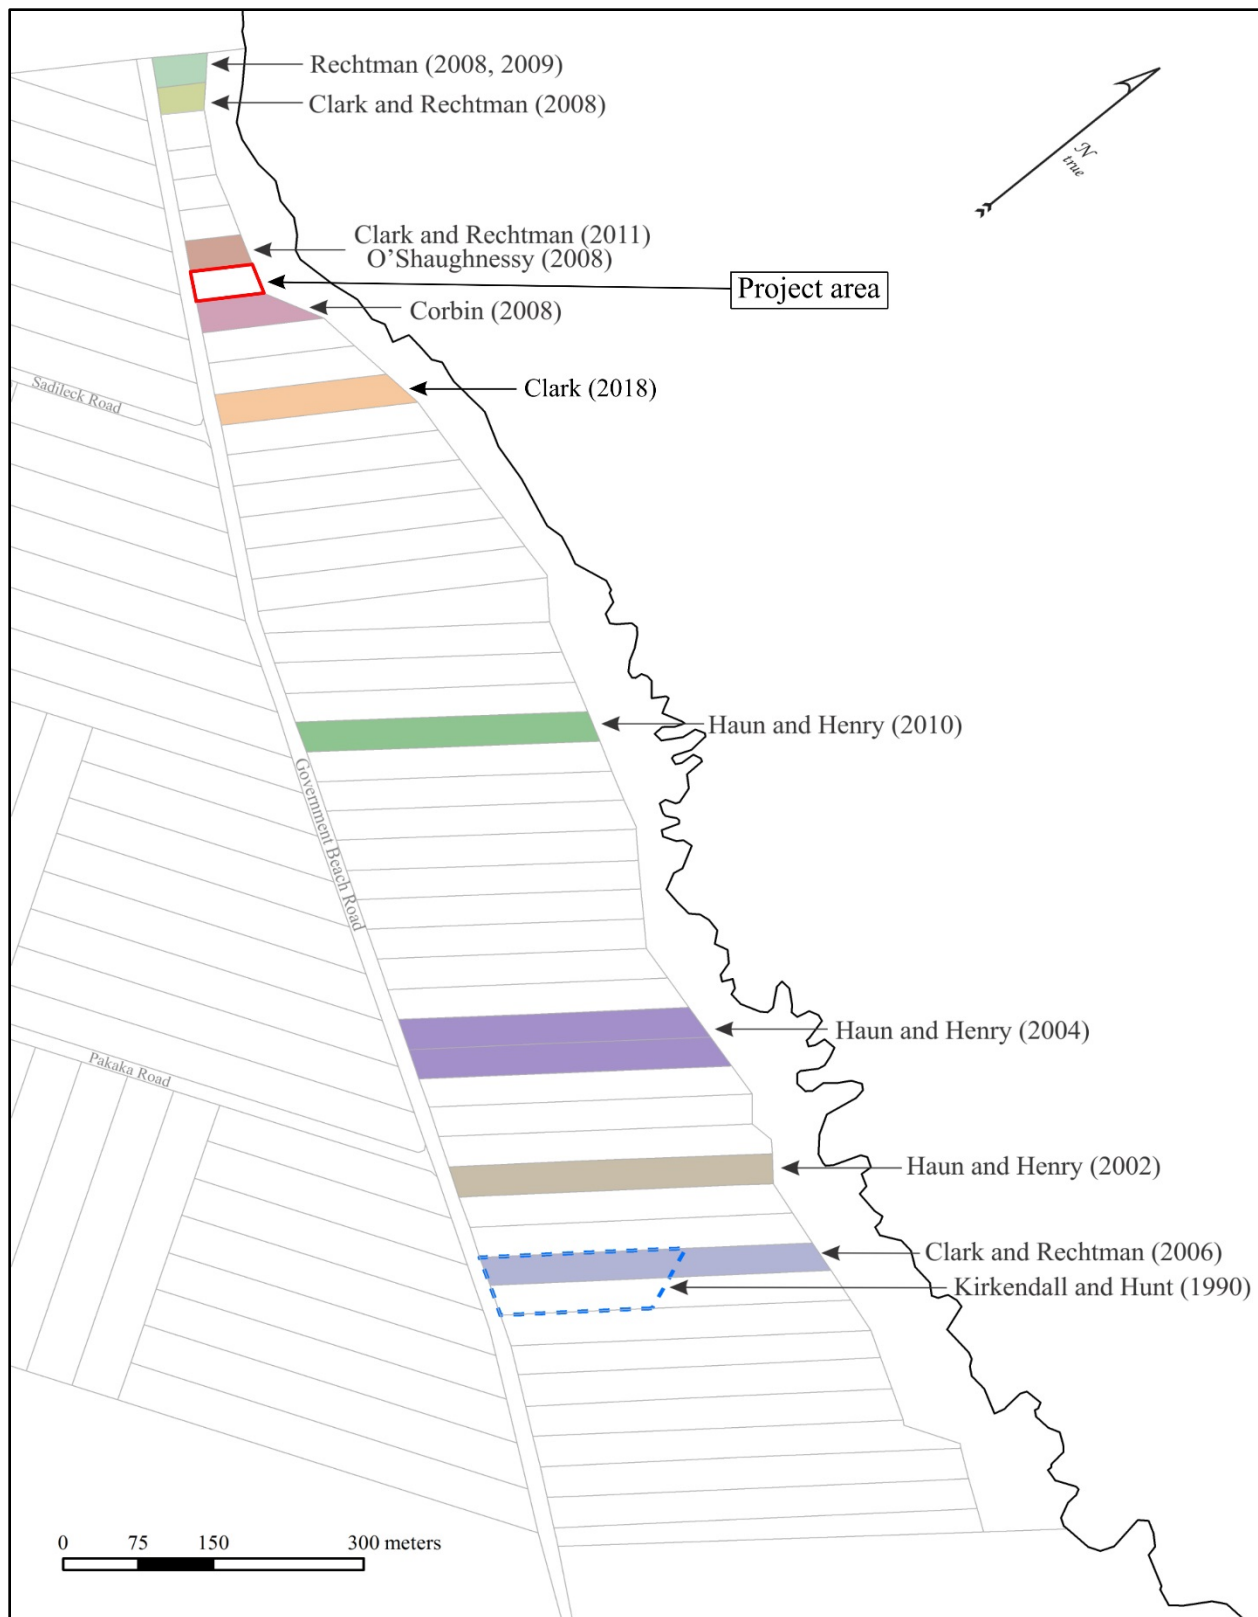 Rechtman (2008, 2009)
Clark and Rechtman (2008)
N
true
Clark and Rechtman (2011)
O'Shaughnessy (2008)
Project area
Corbin (2008)
Clark (2018)
Sadileck Road
Haun and Henry (2010)
Government Beach Road
Haun and Henry (2004)
Pakaka Road
Haun and Henry (2002)
Clark and Rechtman (2006)
Kirkendall and Hunt (1990)
0 75 150 300 meters